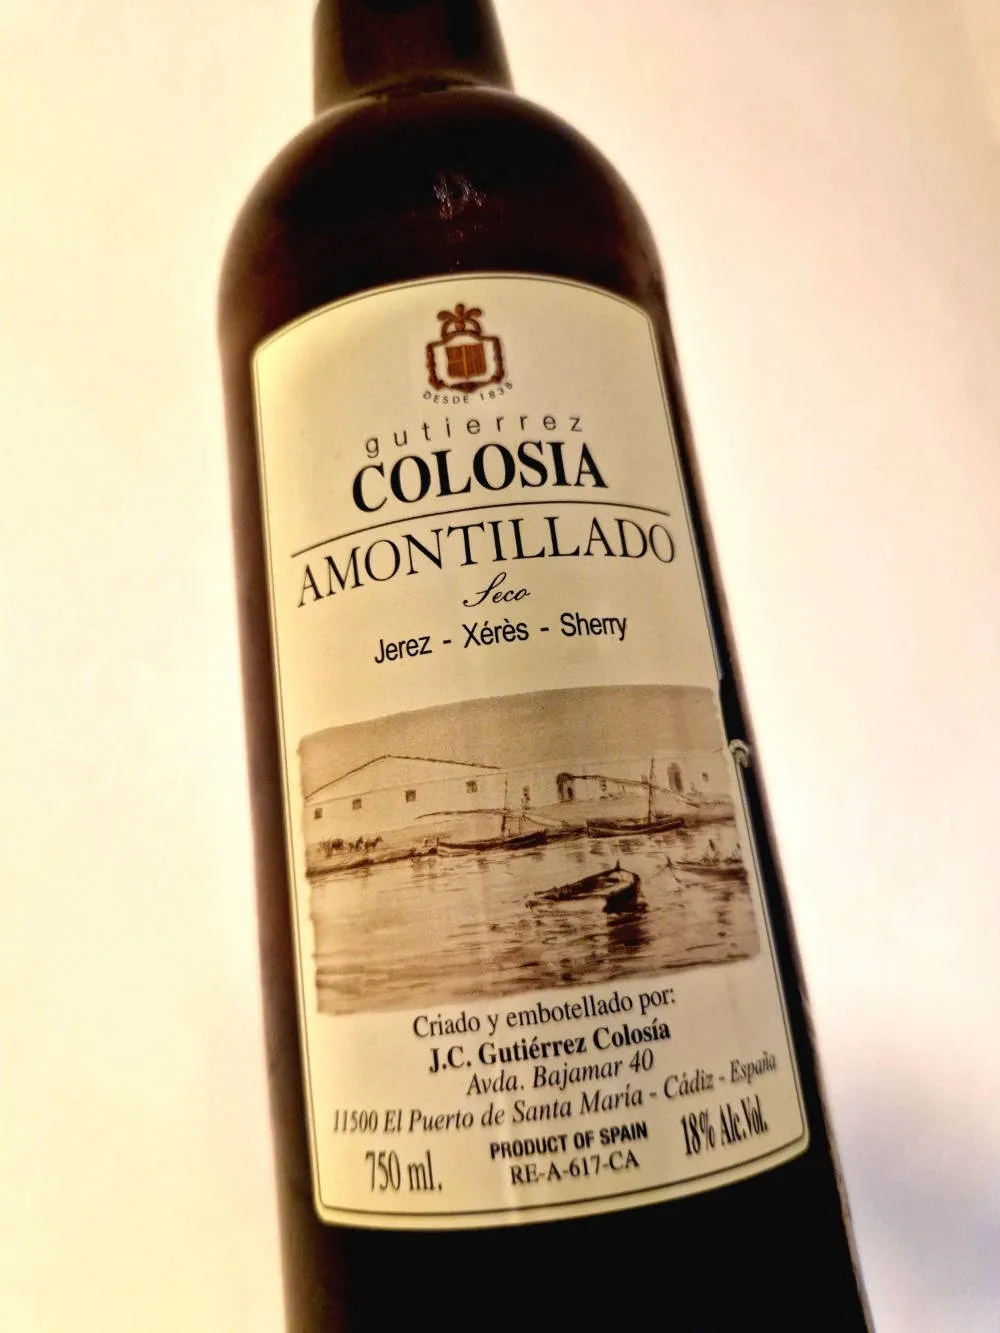 DESDE 1838
gutierrez
COLOSIA
AMONTILLADO
Seco
Jerez - Xérès - Sherry
Criado y embotellado por:
J.C. Gutiérrez Colosía
Avda. Bajamar 40
11500 El Puerto de Santa María - Cádiz - España
750 ml.
PRODUCT OF SPAIN
RE-A-617-CA
18% Alc.Vol.